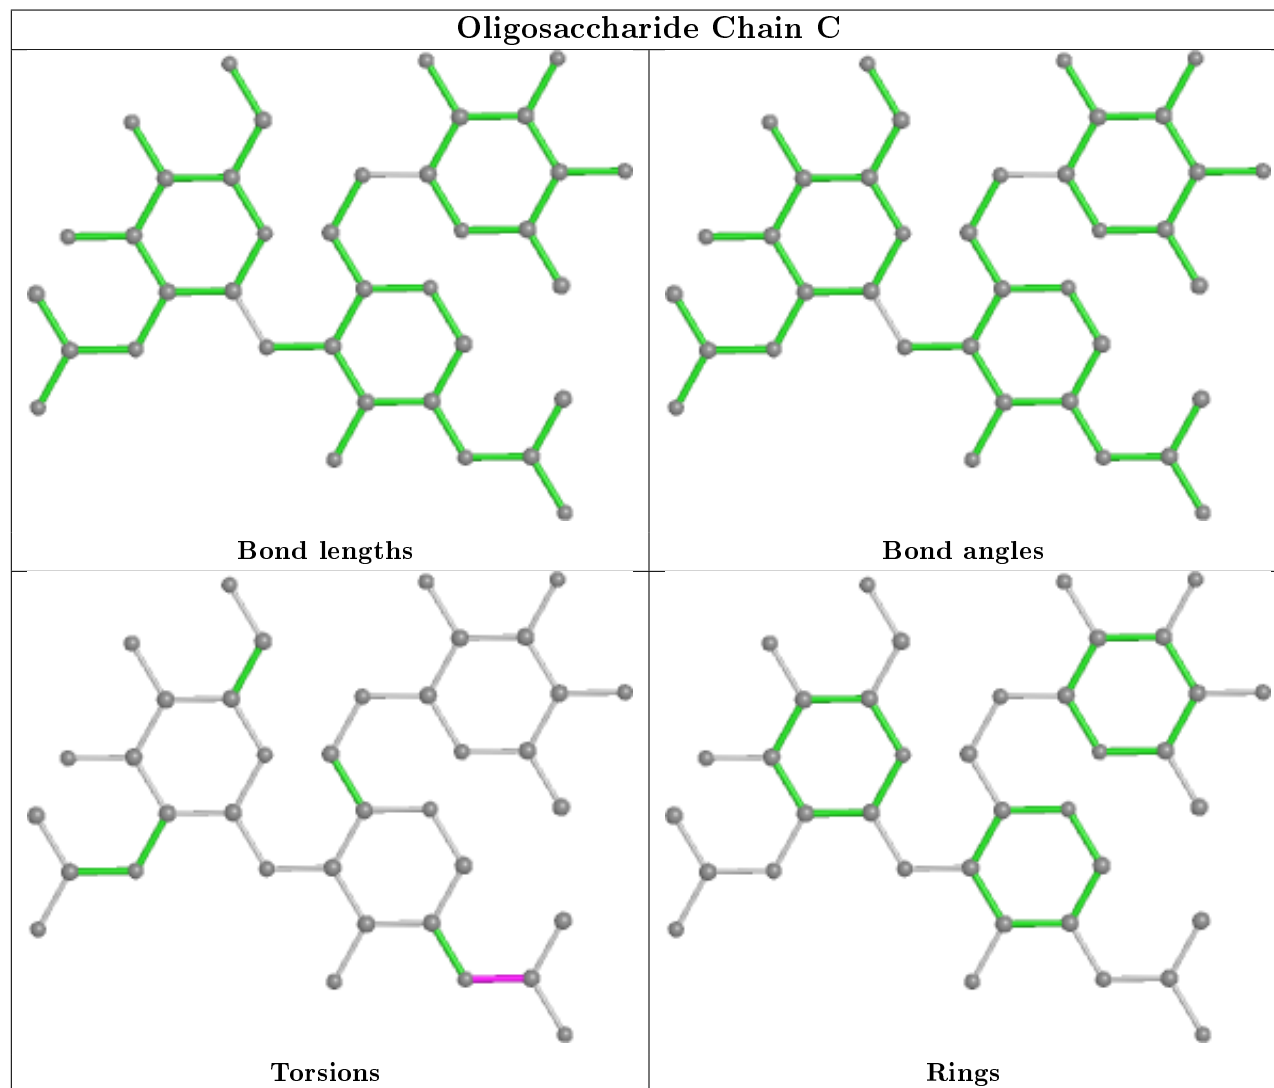 Oligosaccharide Chain C
Bond lengths
Bond angles
Torsions
Rings